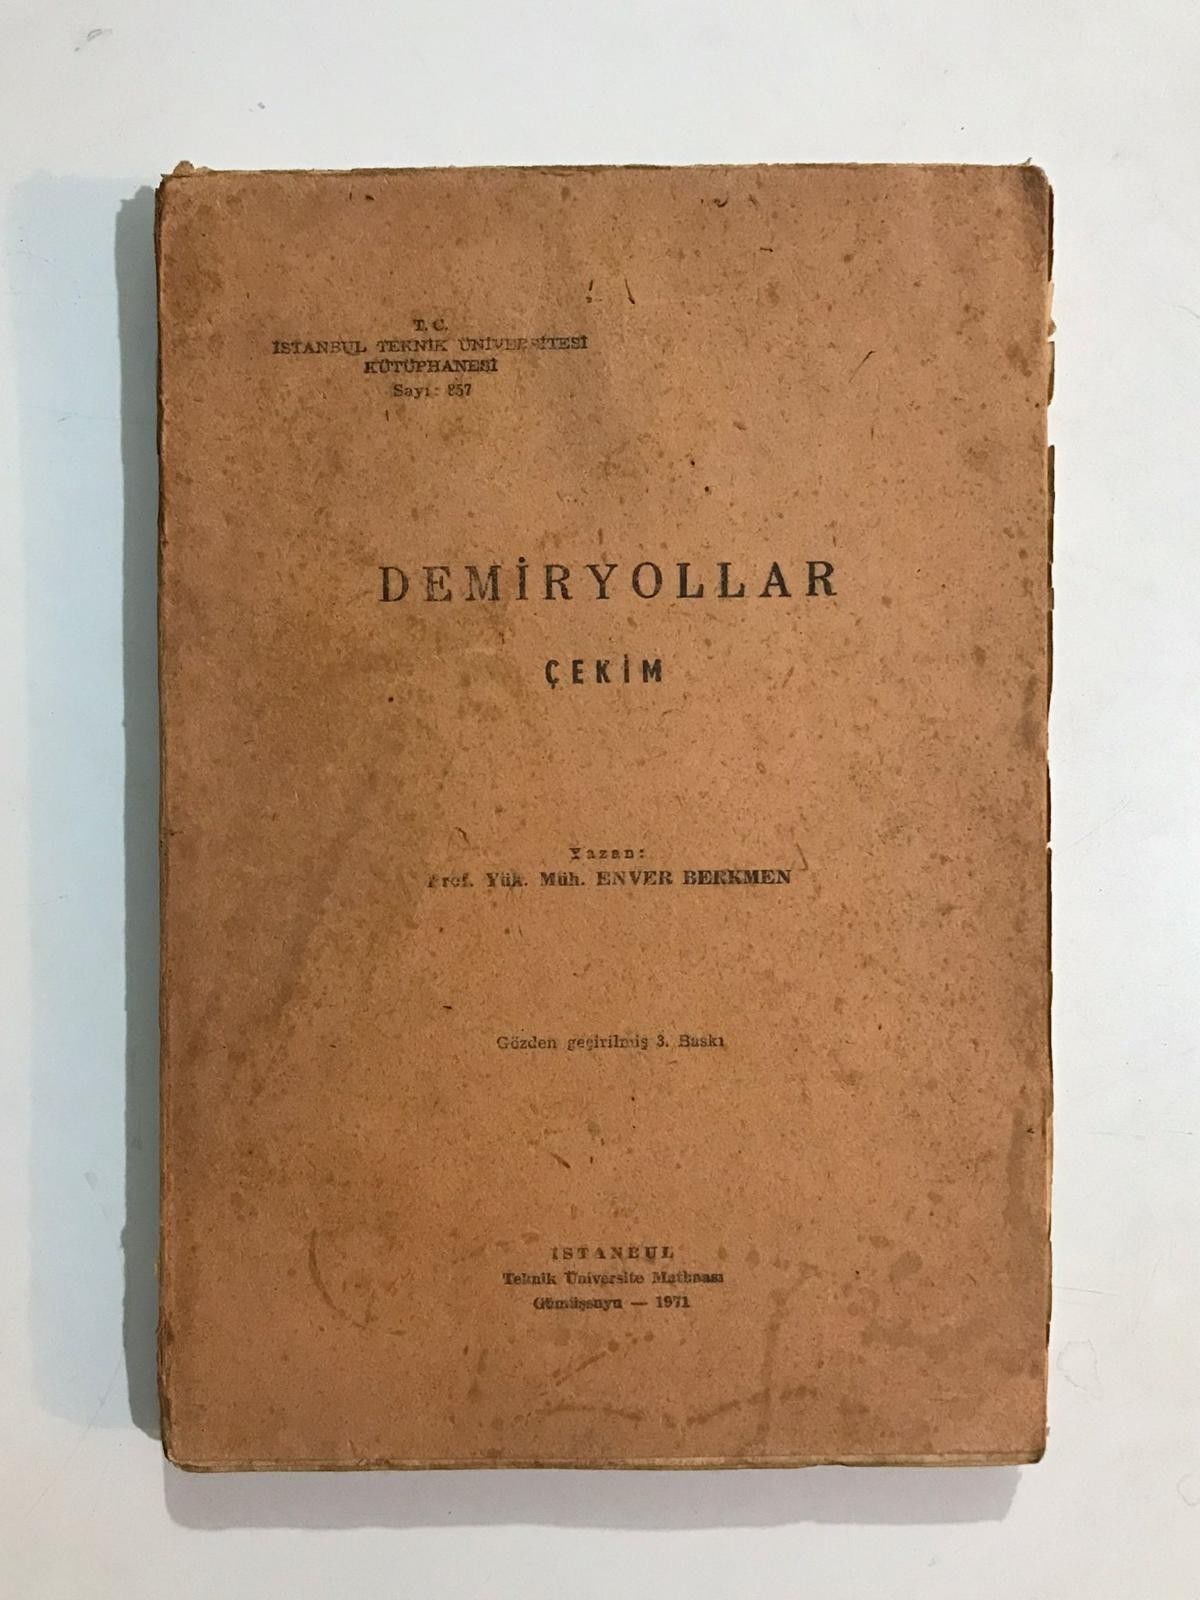 T. C.
İSTANBUL TEKNİK ÜNİVERSİTESİ
KÜTÜPHANESİ
Sayı: 857
DEMİRYOLLAR
ÇEKİM
Yazan:
Prof. Yük. Müh. ENVER BERKMEN
Gözden geçirilmiş 3. Baskı
İSTANBUL
Teknik Üniversite Matbaası
Gümüşsuyu — 1971